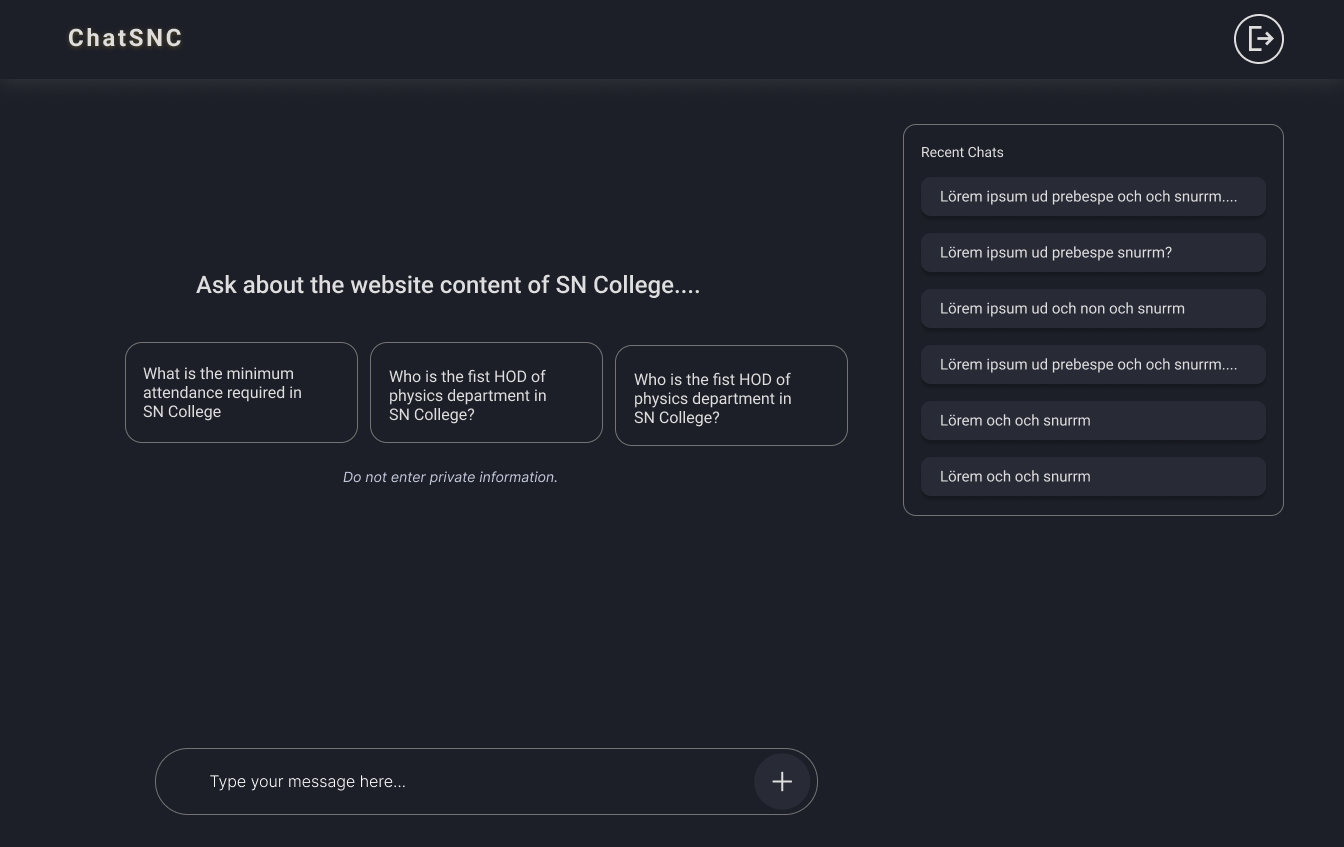 ChatSNC
Ask about the website content of SN College....
What is the minimum
attendance required in
SN College
Who is the fist HOD of
physics department in
SN College?
Who is the fist HOD of
physics department in
SN College?
Do not enter private information.
Type your message here...
Recent Chats
Lörem ipsum ud prebespe och och snurrm....
Lörem ipsum ud prebespe snurrm?
Lörem ipsum ud och non och snurrm
Lörem ipsum ud prebespe och och snurrm....
Lörem och och snurrm
Lörem och och snurrm